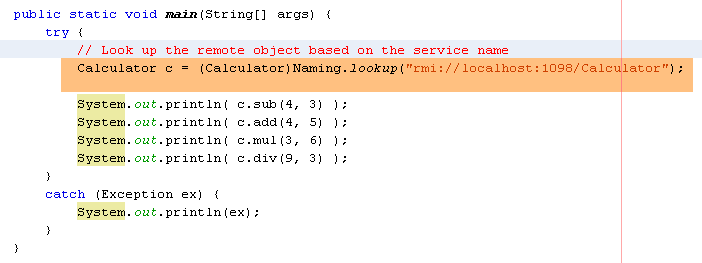 public static void main(String[] args) {
try {
// Look up the remote object based on the service name
Calculator c = (Calculator)Naming.lookup("rmi://localhost:1098/Calculator");
System.out.println( c.sub(4, 3) );
System.out.println( c.add(4, 5) );
System.out.println( c.mul(3, 6) );
System.out.println( c.div(9, 3) );
}
catch (Exception ex) {
System.out.println(ex);
}
}